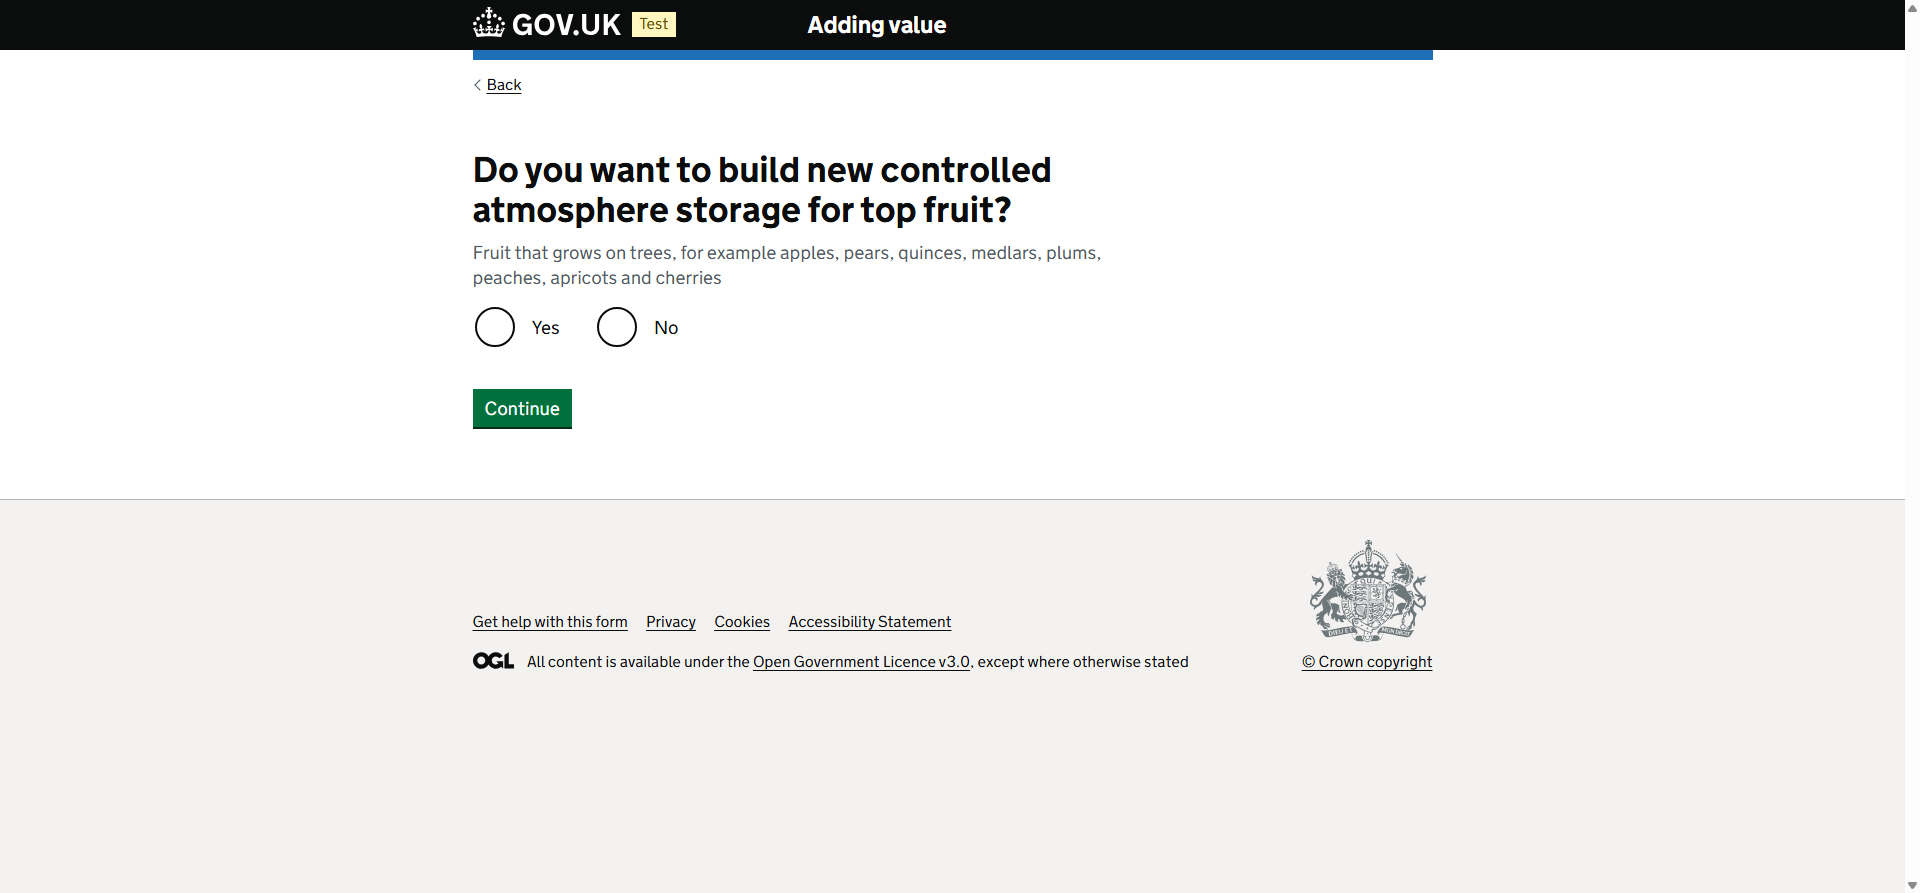 GOV.UK Test Adding value
Back
Do you want to build new controlled
atmosphere storage for top fruit?
Fruit that grows on trees, for example apples, pears, quinces, medlars, plums,
peaches, apricots and cherries
Yes No
Continue
Get help with this form Privacy Cookies Accessibility Statement
OGL All content is available under the Open Government Licence v3.0, except where otherwise stated
© Crown copyright